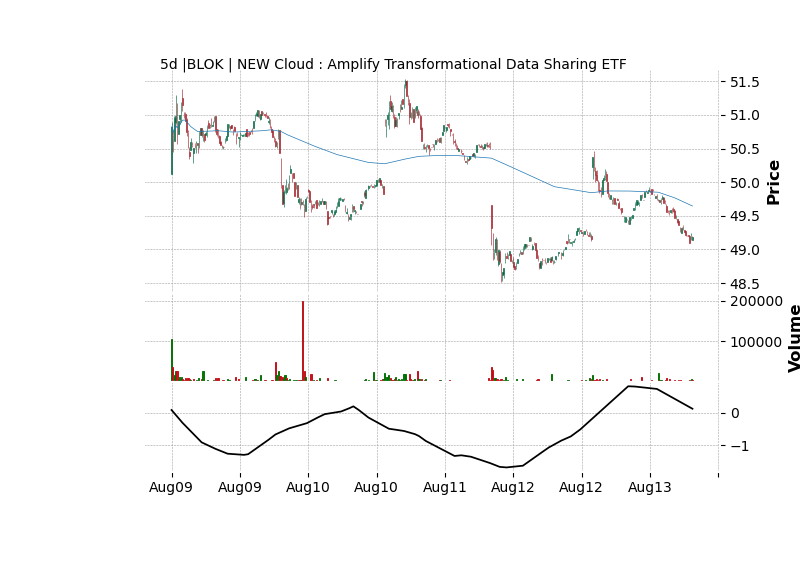 5d |BLOK | NEW Cloud : Amplify Transformational Data Sharing ETF
51.5
51.0
50.5
50.0
49.5
49.0
48.5
Price
200000
100000
Volume
0
−1
Aug09 Aug09 Aug10 Aug10 Aug11 Aug12 Aug12 Aug13